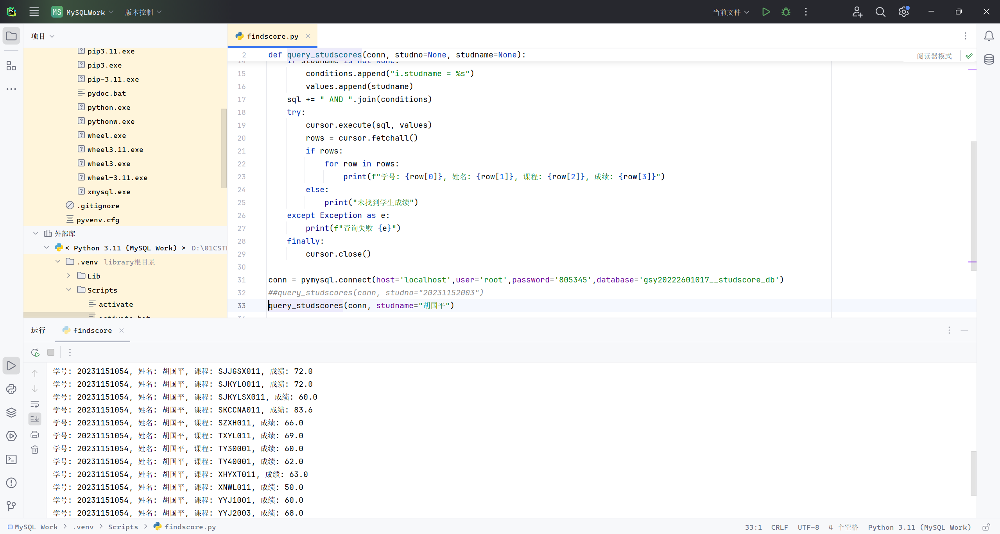 MS MySQLWork 版本控制 当前文件
项目
findscore.py
pip3.11.exe
pip3.exe
pip-3.11.exe
pydoc.bat
python.exe
pythonw.exe
wheel.exe
wheel3.11.exe
wheel3.exe
wheel-3.11.exe
xmysql.exe
.gitignore
pyvenv.cfg
外部库
< Python 3.11 (MySQL Work) > D:\01CST
.venv library根目录
Lib
Scripts
activate
activate.bat
2 def query_studscores(conn, studno=None, studname=None):
阅读器模式
14 if studname is not None:
15 conditions.append("i.studname = %s")
16 values.append(studname)
17 sql += " AND ".join(conditions)
18 try:
19 cursor.execute(sql, values)
20 rows = cursor.fetchall()
21 if rows:
22 for row in rows:
23 print(f"学号: {row[0]}, 姓名: {row[1]}, 课程: {row[2]}, 成绩: {row[3]}")
24 else:
25 print("未找到学生成绩")
26 except Exception as e:
27 print(f"查询失败 {e}")
28 finally:
29 cursor.close()
30
31 conn = pymysql.connect(host='localhost',user='root',password='805345',database='gsy20222601017__studscore_db')
32 ##query_studscores(conn, studno="20231152003")
33 query_studscores(conn, studname="胡国平")
运行 findscore
学号: 20231151054, 姓名: 胡国平, 课程: SJJGSX011, 成绩: 72.0
学号: 20231151054, 姓名: 胡国平, 课程: SJKYL0011, 成绩: 72.0
学号: 20231151054, 姓名: 胡国平, 课程: SJKYLSX011, 成绩: 60.0
学号: 20231151054, 姓名: 胡国平, 课程: SKCCNA011, 成绩: 83.6
学号: 20231151054, 姓名: 胡国平, 课程: SZXH011, 成绩: 66.0
学号: 20231151054, 姓名: 胡国平, 课程: TXYL011, 成绩: 69.0
学号: 20231151054, 姓名: 胡国平, 课程: TY30001, 成绩: 60.0
学号: 20231151054, 姓名: 胡国平, 课程: TY40001, 成绩: 62.0
学号: 20231151054, 姓名: 胡国平, 课程: XHYXT011, 成绩: 63.0
学号: 20231151054, 姓名: 胡国平, 课程: XNWL011, 成绩: 50.0
学号: 20231151054, 姓名: 胡国平, 课程: YYJ1001, 成绩: 60.0
学号: 20231151054, 姓名: 胡国平, 课程: YYJ2003, 成绩: 68.0
MySQL Work > .venv > Scripts > findscore.py
33:1 CRLF UTF-8 4 个空格 Python 3.11 (MySQL Work)